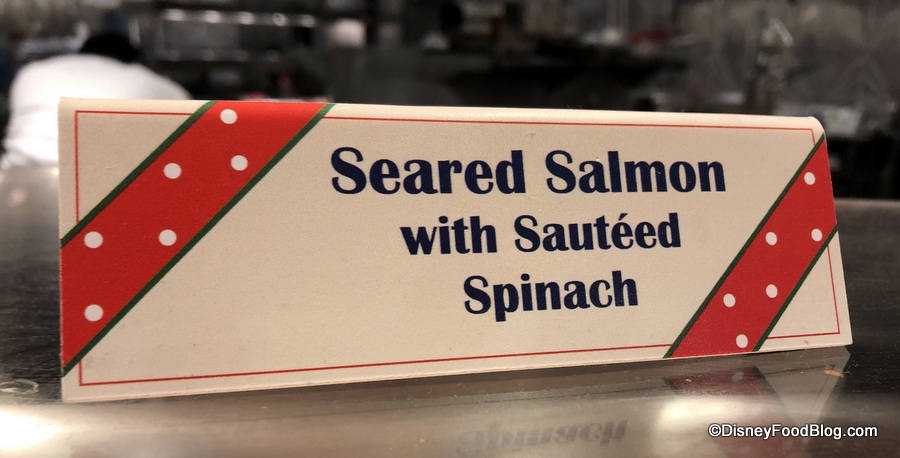 Seared Salmon
with Sautéed
Spinach
©DisneyFoodBlog.com